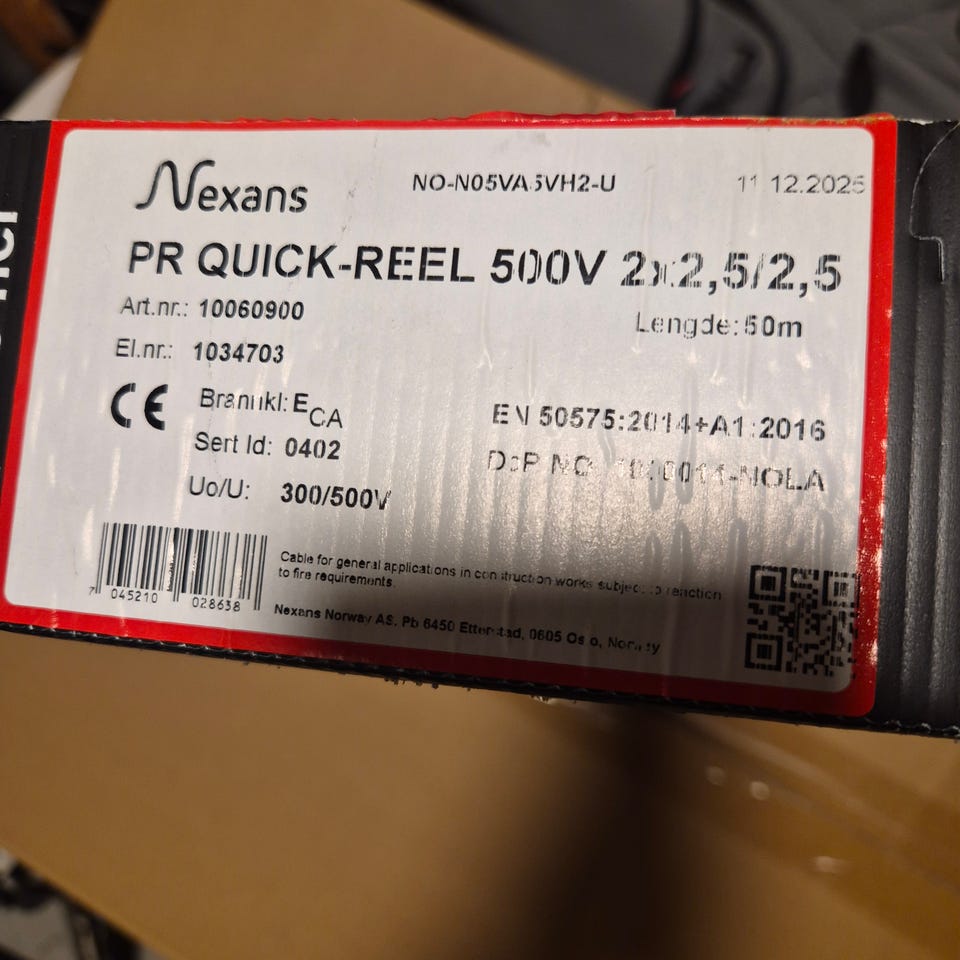 Nexans
NO-N05VA5VH2-U
11.12.2025
PR QUICK-REEL 500V 2x2,5/2,5
Art.nr.: 10060900
Lengde: 50m
El.nr.: 1034703
CE
Brannkl: ECA
EN 50575:2014+A1:2016
Sert Id: 0402
DoP NO.
Uo/U: 300/500V
Cable for general applications in construction works subject to reaction
to fire requirements.
7 045210 028638
Nexans Norway AS, Pb 6450 Etterstad, 0605 Oslo, Norway